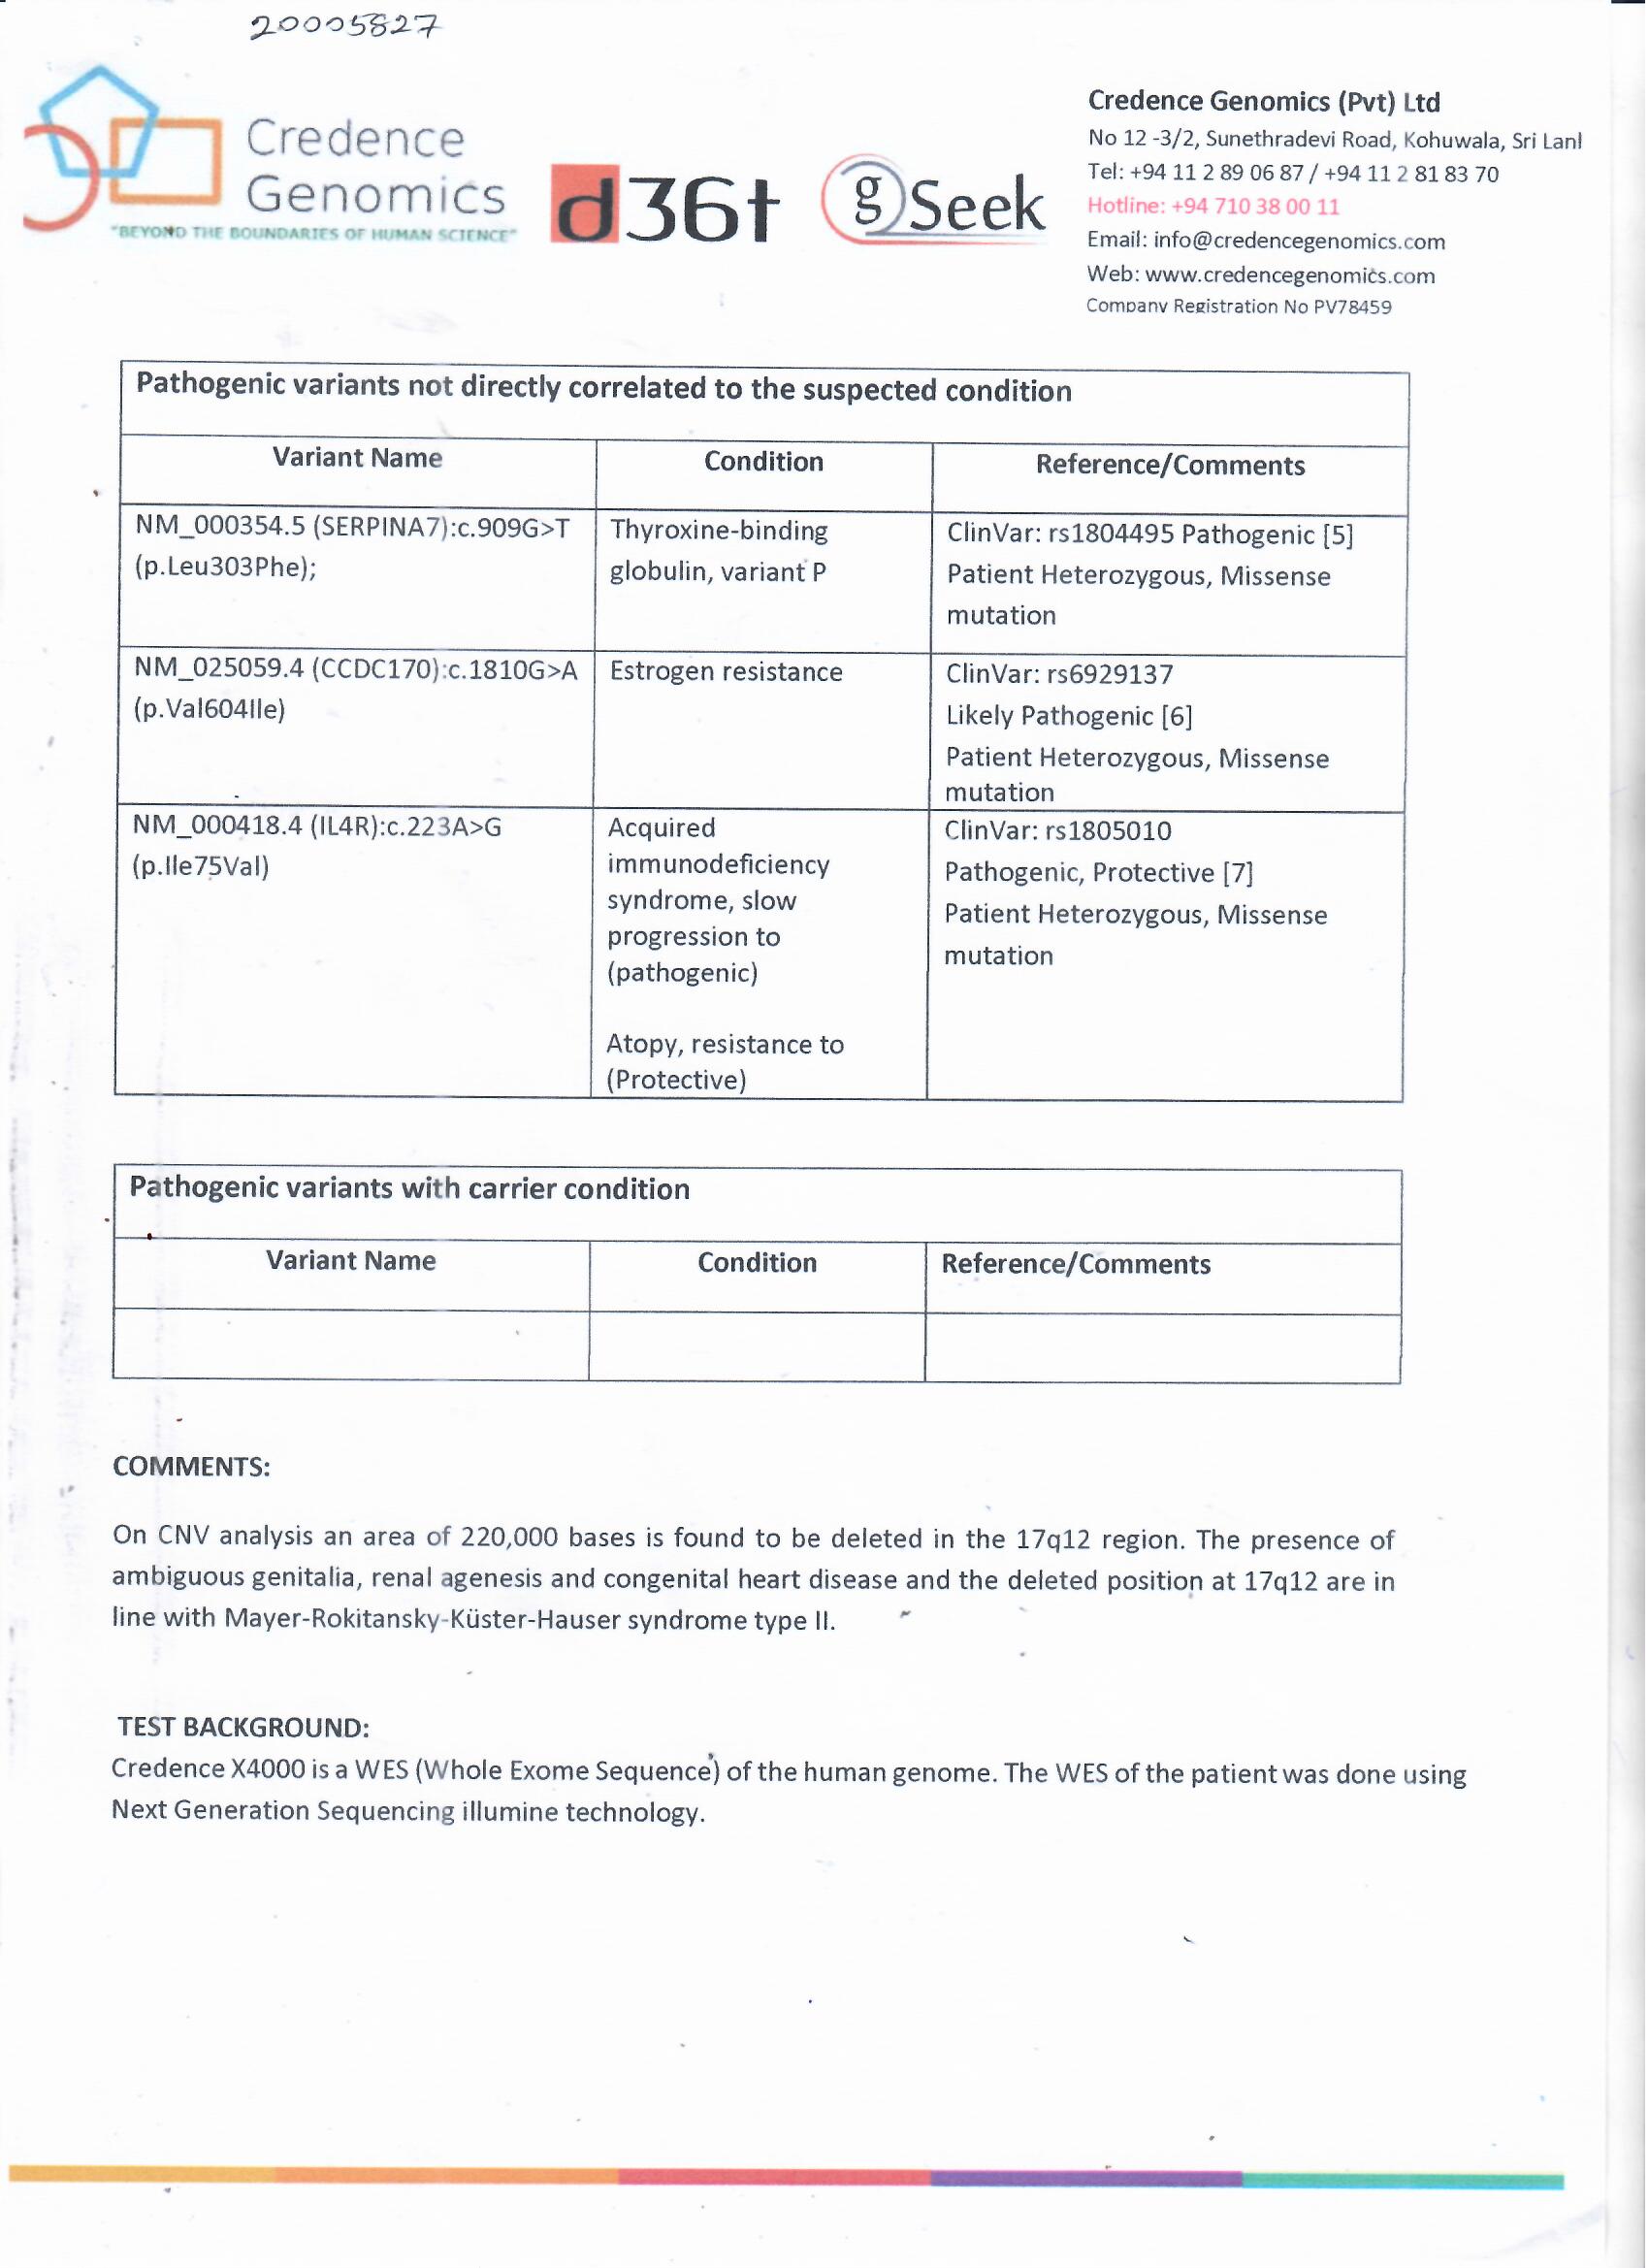 20005827
Credence
Genomics
"BEYOND THE BOUNDARIES OF HUMAN SCIENCE"
d36t
gSeek
Credence Genomics (Pvt) Ltd
No 12 -3/2, Sunethradevi Road, Kohuwala, Sri Lanl
Tel: +94 11 2 89 06 87 / +94 11 2 81 83 70
Hotline: +94 710 38 00 11
Email: info@credencegenomics.com
Web: www.credencegenomics.com
Company Registration No PV78459
Pathogenic variants not directly correlated to the suspected condition
Variant Name
Condition
Reference/Comments
NM_000354.5 (SERPINA7):c.909G>T
(p.Leu303Phe);
Thyroxine-binding
globulin, variant P
ClinVar: rs1804495 Pathogenic [5]
Patient Heterozygous, Missense
mutation
NM_025059.4 (CCDC170):c.1810G>A
(p.Val604Ile)
Estrogen resistance
ClinVar: rs6929137
Likely Pathogenic [6]
Patient Heterozygous, Missense
mutation
NM_000418.4 (IL4R):c.223A>G
(p.Ile75Val)
Acquired
immunodeficiency
syndrome, slow
progression to
(pathogenic)
Atopy, resistance to
(Protective)
ClinVar: rs1805010
Pathogenic, Protective [7]
Patient Heterozygous, Missense
mutation
Pathogenic variants with carrier condition
Variant Name
Condition
Reference/Comments
COMMENTS:
On CNV analysis an area of 220,000 bases is found to be deleted in the 17q12 region. The presence of
ambiguous genitalia, renal agenesis and congenital heart disease and the deleted position at 17q12 are in
line with Mayer-Rokitansky-Küster-Hauser syndrome type II.
TEST BACKGROUND:
Credence X4000 is a WES (Whole Exome Sequence) of the human genome. The WES of the patient was done using
Next Generation Sequencing illumine technology.